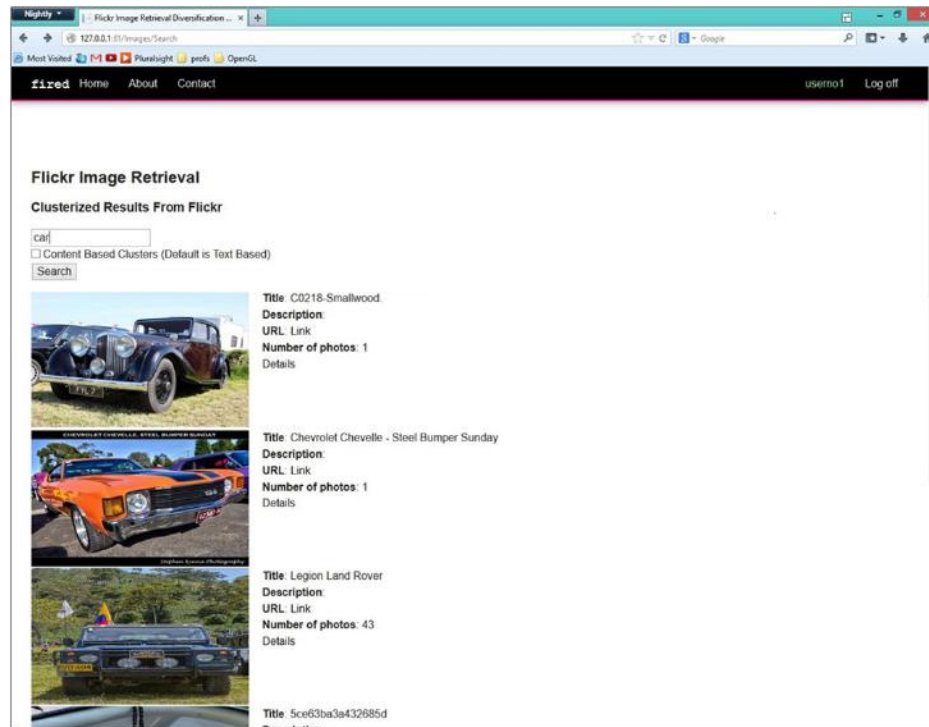 Nightly
Flickr Image Retrieval Diversification ...
127.0.0.1:81/Images/Search
Google
Most Visited
Pluralsight
profs
OpenGL
fired Home About Contact
userno1 Log off
Flickr Image Retrieval
Clusterized Results From Flickr
car
Content Based Clusters (Default is Text Based)
Search
Title: C0218-Smallwood.
Description:
URL: Link
Number of photos: 1
Details
CHEVROLET CHEVELLE, STEEL BUMPER SUNDAY
Title: Chevrolet Chevelle - Steel Bumper Sunday
Description:
URL: Link
Number of photos: 1
Details
Title: Legion Land Rover
Description:
URL: Link
Number of photos: 43
Details
Title: 5ce63ba3a432685d